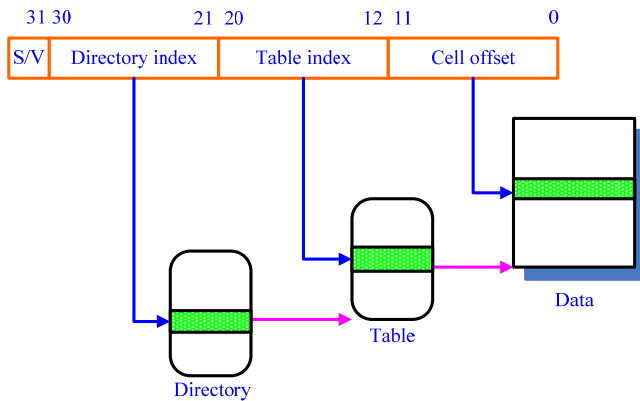 31 30 21 20 12 11 0
S/V Directory index Table index Cell offset
Data
Table
Directory